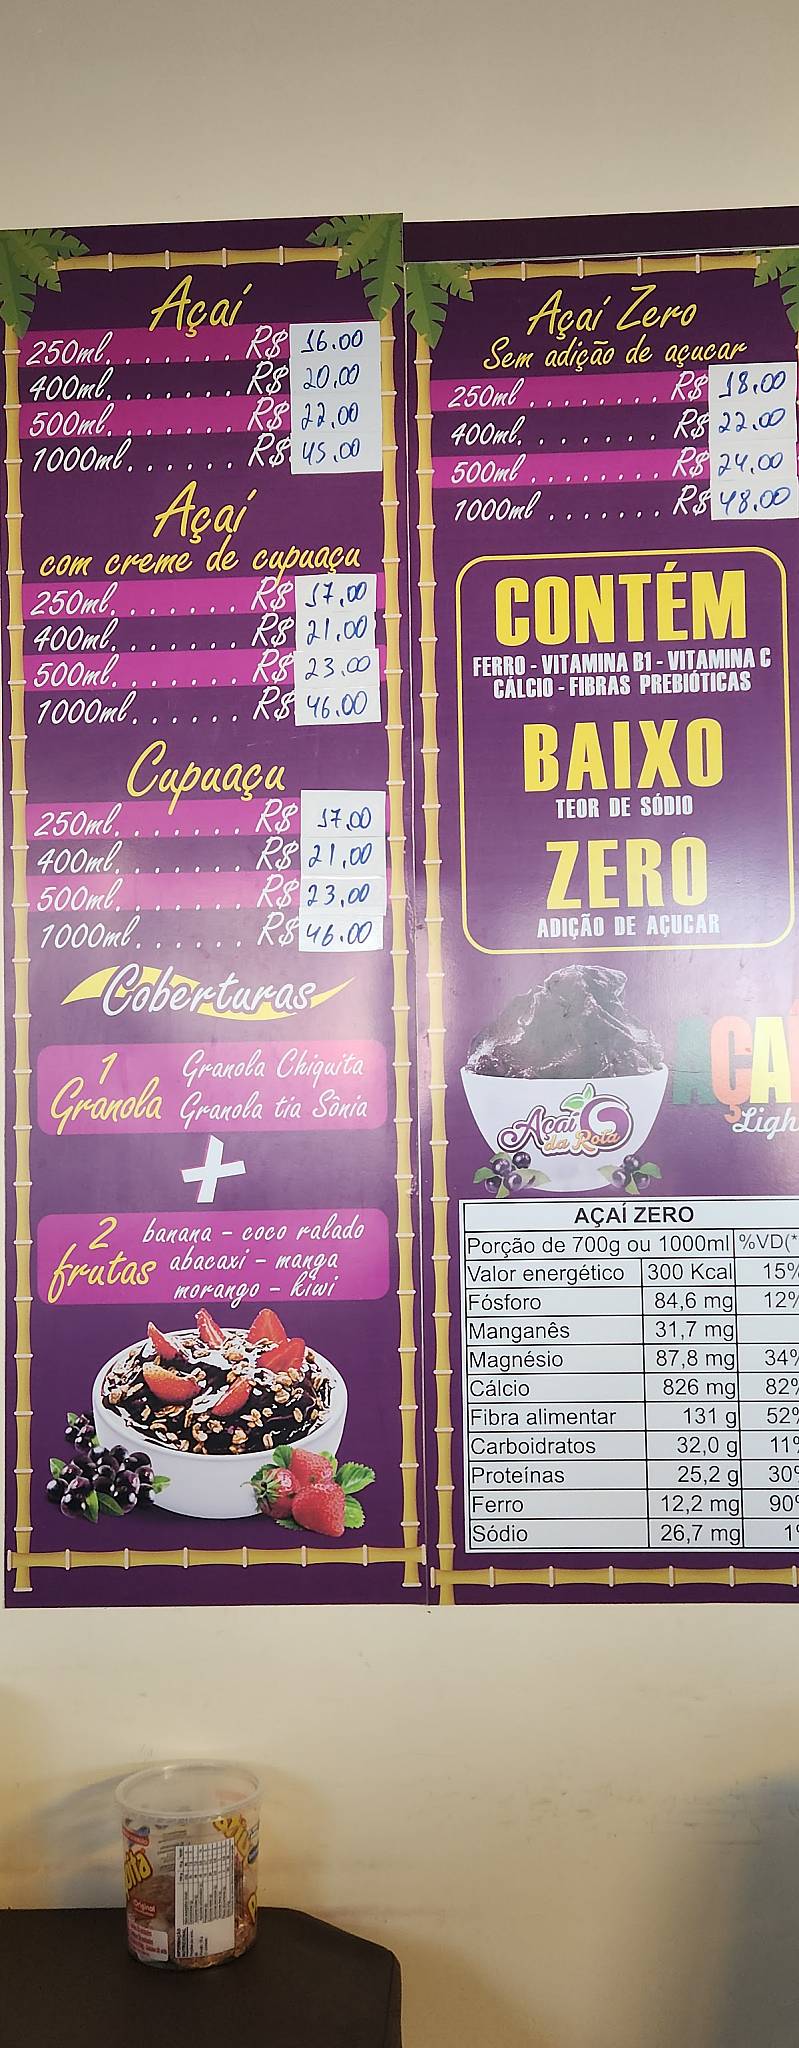 Açaí
250ml. . . . . . . R$ 16.00
400ml. . . . . . . R$ 20,00
500ml. . . . . . . R$ 22,00
1000ml. . . . . . R$ 45,00
Açaí
com creme de cupuaçu
250ml. . . . . . . R$ 17,00
400ml. . . . . . . R$ 21.00
500ml. . . . . . . R$ 23.00
1000ml. . . . . . R$ 46.00
Cupuaçu
250ml. . . . . . . R$ 17,00
400ml. . . . . . . R$ 21,00
500ml. . . . . . . R$ 23,00
1000ml. . . . . . R$ 46.00
Coberturas
1 Granola
Granola Chiquita
Granola tia Sônia
+
2 frutas
banana - coco ralado
abacaxi - manga
morango - kiwi
Açaí Zero
Sem adição de açucar
250ml . . . . . . . . R$ 18.00
400ml. . . . . . . . R$ 22.00
500ml . . . . . . . . R$ 24,00
1000ml . . . . . . . R$ 48.00
CONTÉM
FERRO - VITAMINA B1 - VITAMINA C
CÁLCIO - FIBRAS PREBIÓTICAS
BAIXO
TEOR DE SÓDIO
ZERO
ADIÇÃO DE AÇUCAR
Açaí da Roça
AÇAÍ
Ligh
AÇAÍ ZERO
Porção de 700g ou 1000ml %VD(*
Valor energético 300 Kcal 15%
Fósforo 84,6 mg 12%
Manganês 31,7 mg
Magnésio 87,8 mg 34%
Cálcio 826 mg 82%
Fibra alimentar 131 g 52%
Carboidratos 32,0 g 11%
Proteínas 25,2 g 30%
Ferro 12,2 mg 90%
Sódio 26,7 mg 1%
Original